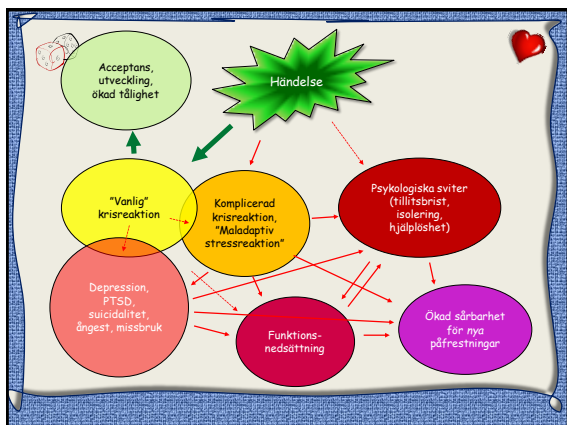 Acceptans,
utveckling,
ökad tålighet
Händelse
"Vanlig"
krisreaktion
Komplicerad
krisreaktion,
"Maladaptiv
stressreaktion"
Psykologiska sviter
(tillitsbrist,
isolering,
hjälplöshet)
Depression,
PTSD,
suicidalitet,
ångest, missbruk
Funktions-
nedsättning
Ökad sårbarhet
för nya
påfrestningar